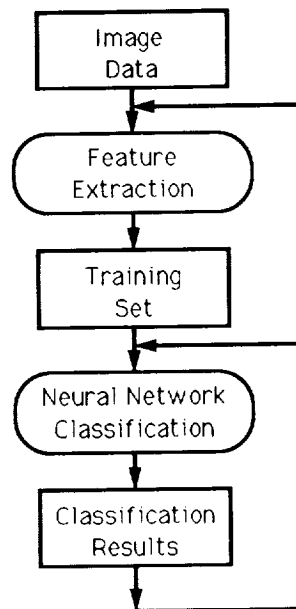 Image
Data
Feature
Extraction
Training
Set
Neural Network
Classification
Classification
Results